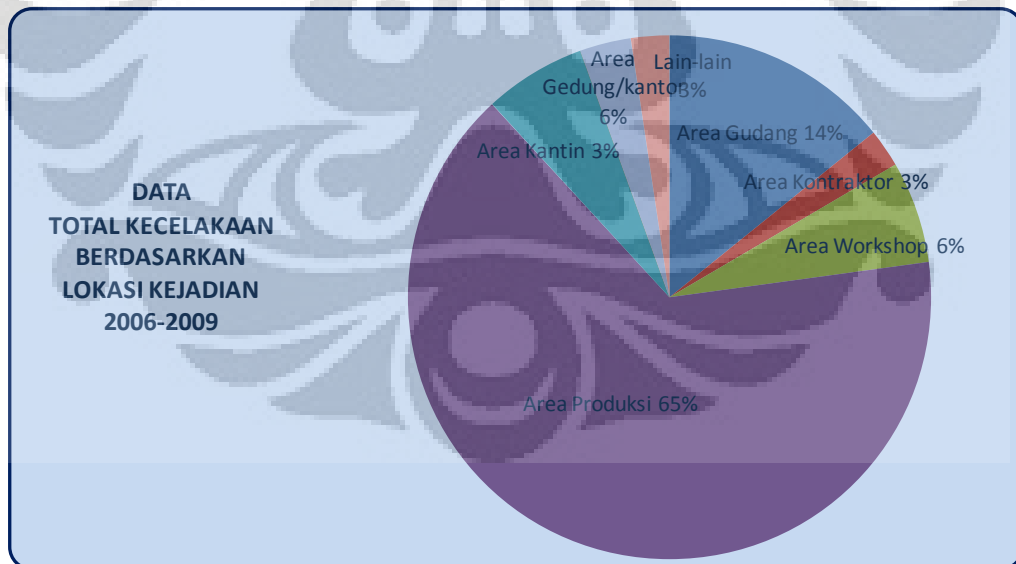 DATA
TOTAL KECELAKAAN
BERDASARKAN
LOKASI KEJADIAN
2006-2009
Area
Gedung/kantor
6%
Lain-lain
3%
Area Gudang 14%
Area Kantin 3%
Area Kontraktor 3%
Area Workshop 6%
Area Produksi 65%